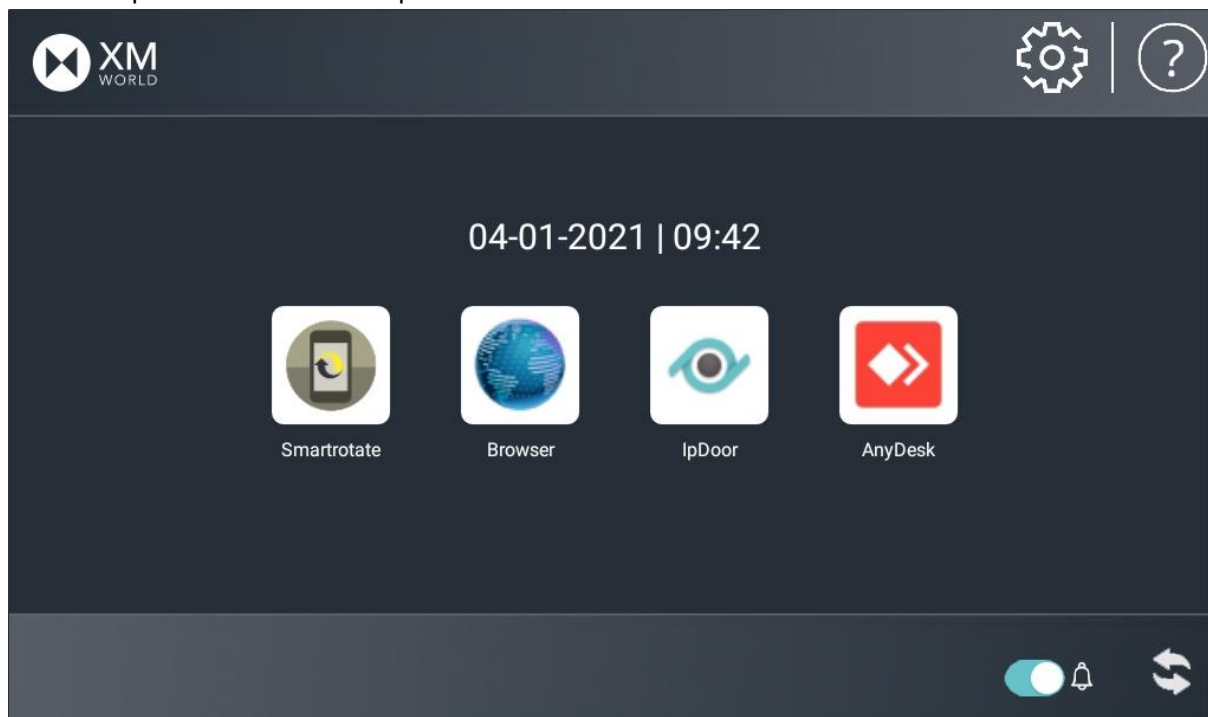 XM
WORLD
?
04-01-2021 | 09:42
Smartrotate
Browser
IpDoor
AnyDesk